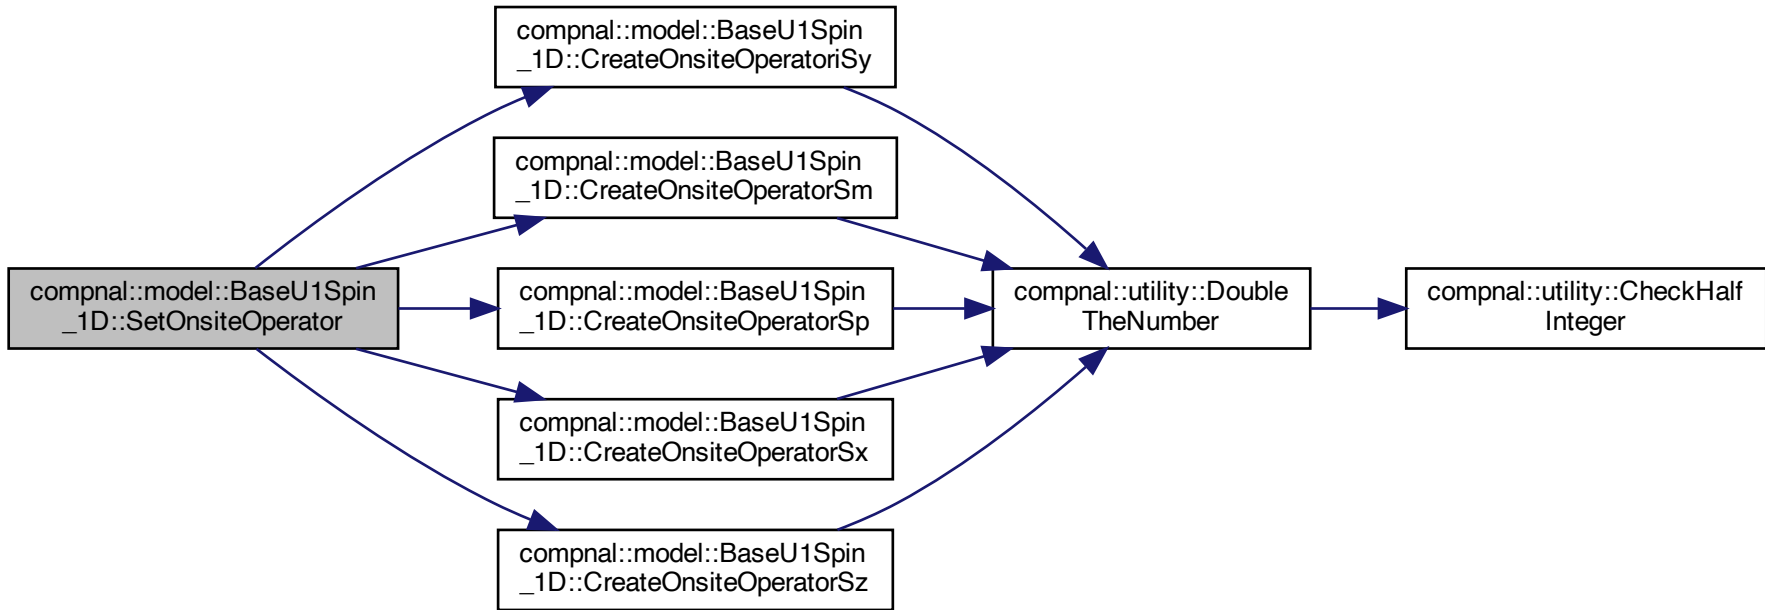 compnal::model::BaseU1Spin
_1D::SetOnsiteOperator
compnal::model::BaseU1Spin
_1D::CreateOnsiteOperatoriSy
compnal::model::BaseU1Spin
_1D::CreateOnsiteOperatorSm
compnal::model::BaseU1Spin
_1D::CreateOnsiteOperatorSp
compnal::model::BaseU1Spin
_1D::CreateOnsiteOperatorSx
compnal::model::BaseU1Spin
_1D::CreateOnsiteOperatorSz
compnal::utility::Double
TheNumber
compnal::utility::CheckHalf
Integer